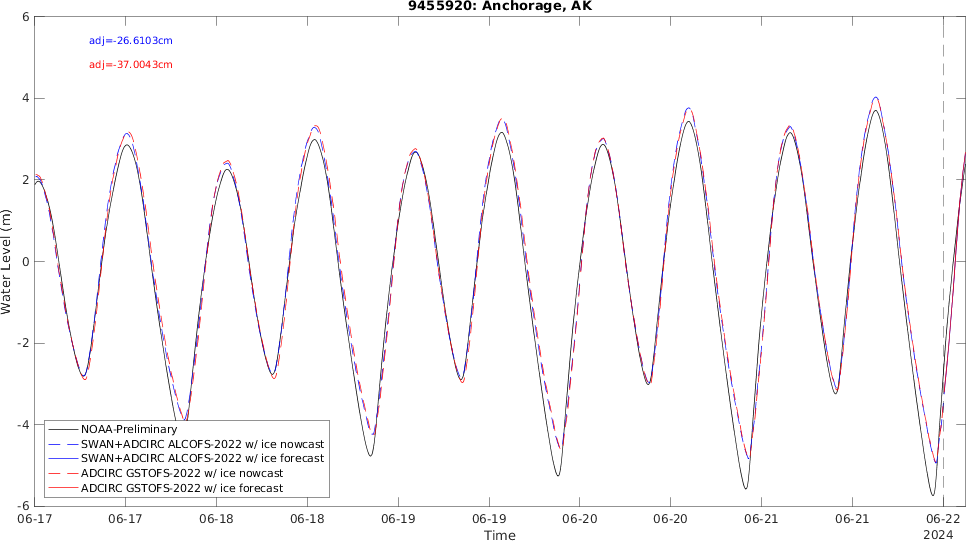 9455920: Anchorage, AK
adj=-26.6103cm
adj=-37.0043cm
6
4
2
0
-2
-4
-6
Water Level (m)
NOAA-Preliminary
SWAN+ADCIRC ALCOFS-2022 w/ ice nowcast
SWAN+ADCIRC ALCOFS-2022 w/ ice forecast
ADCIRC GSTOFS-2022 w/ ice nowcast
ADCIRC GSTOFS-2022 w/ ice forecast
06-17 06-17 06-18 06-18 06-19 06-19 06-20 06-20 06-21 06-21 06-22
Time
2024